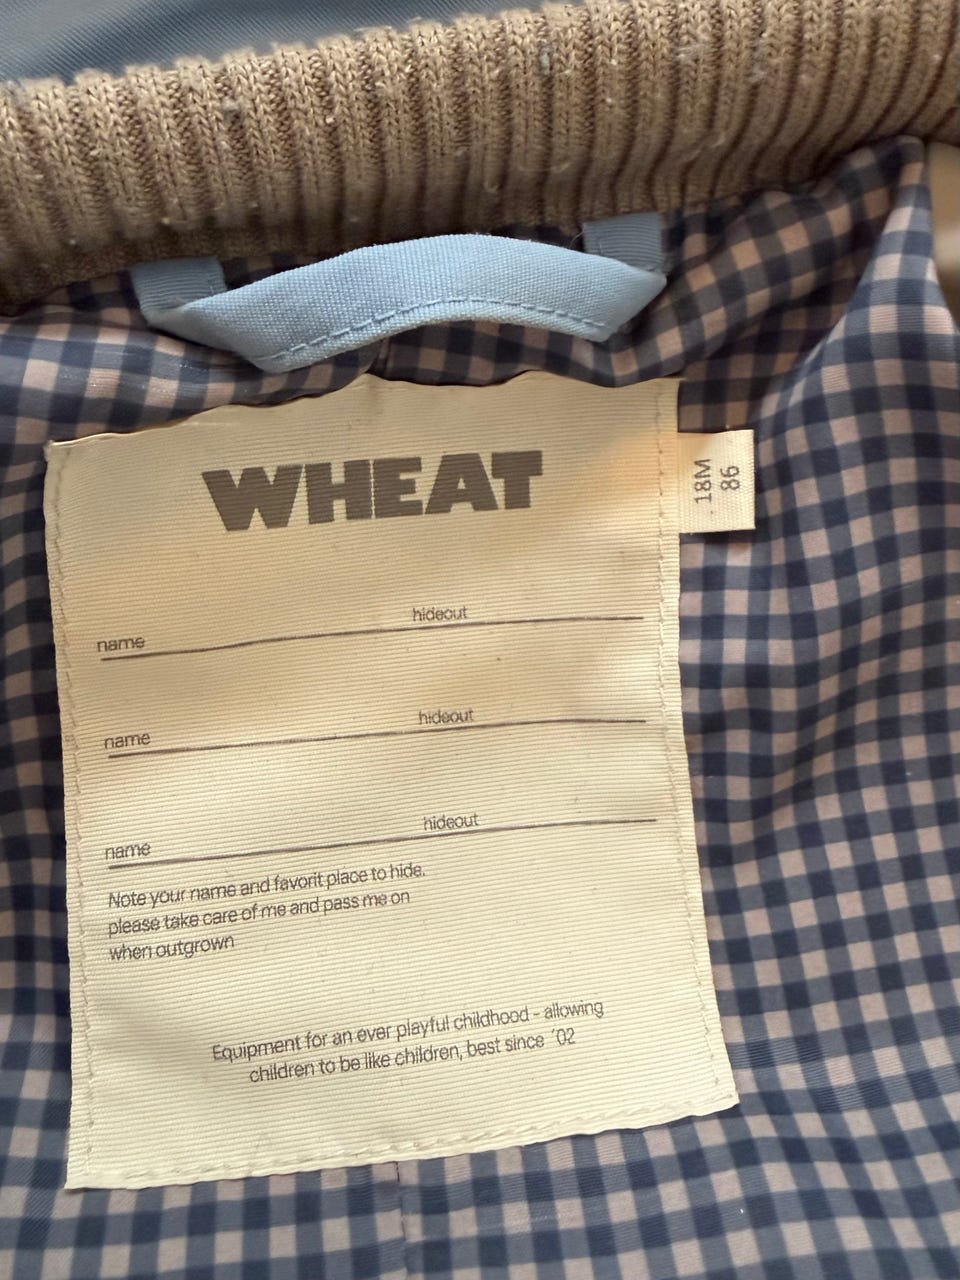 WHEAT
18M
86
name hideout
name hideout
name hideout
Note your name and favorit place to hide.
please take care of me and pass me on
when outgrown
Equipment for an ever playful childhood - allowing
children to be like children, best since ´02